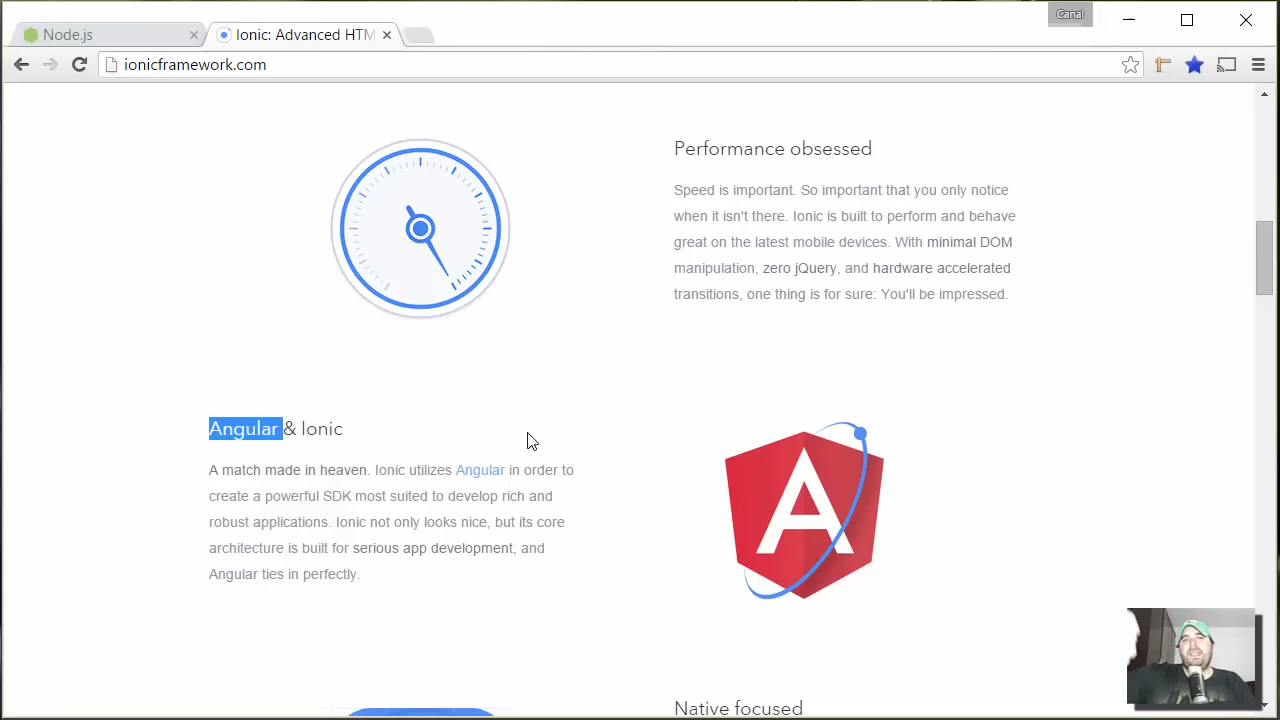 Canal
Node.js
Ionic: Advanced HTM
ionicframework.com
Performance obsessed
Speed is important. So important that you only notice
when it isn't there. Ionic is built to perform and behave
great on the latest mobile devices. With minimal DOM
manipulation, zero jQuery, and hardware accelerated
transitions, one thing is for sure: You'll be impressed.
Angular & Ionic
A match made in heaven. Ionic utilizes Angular in order to
create a powerful SDK most suited to develop rich and
robust applications. Ionic not only looks nice, but its core
architecture is built for serious app development, and
Angular ties in perfectly.
A
Native focused